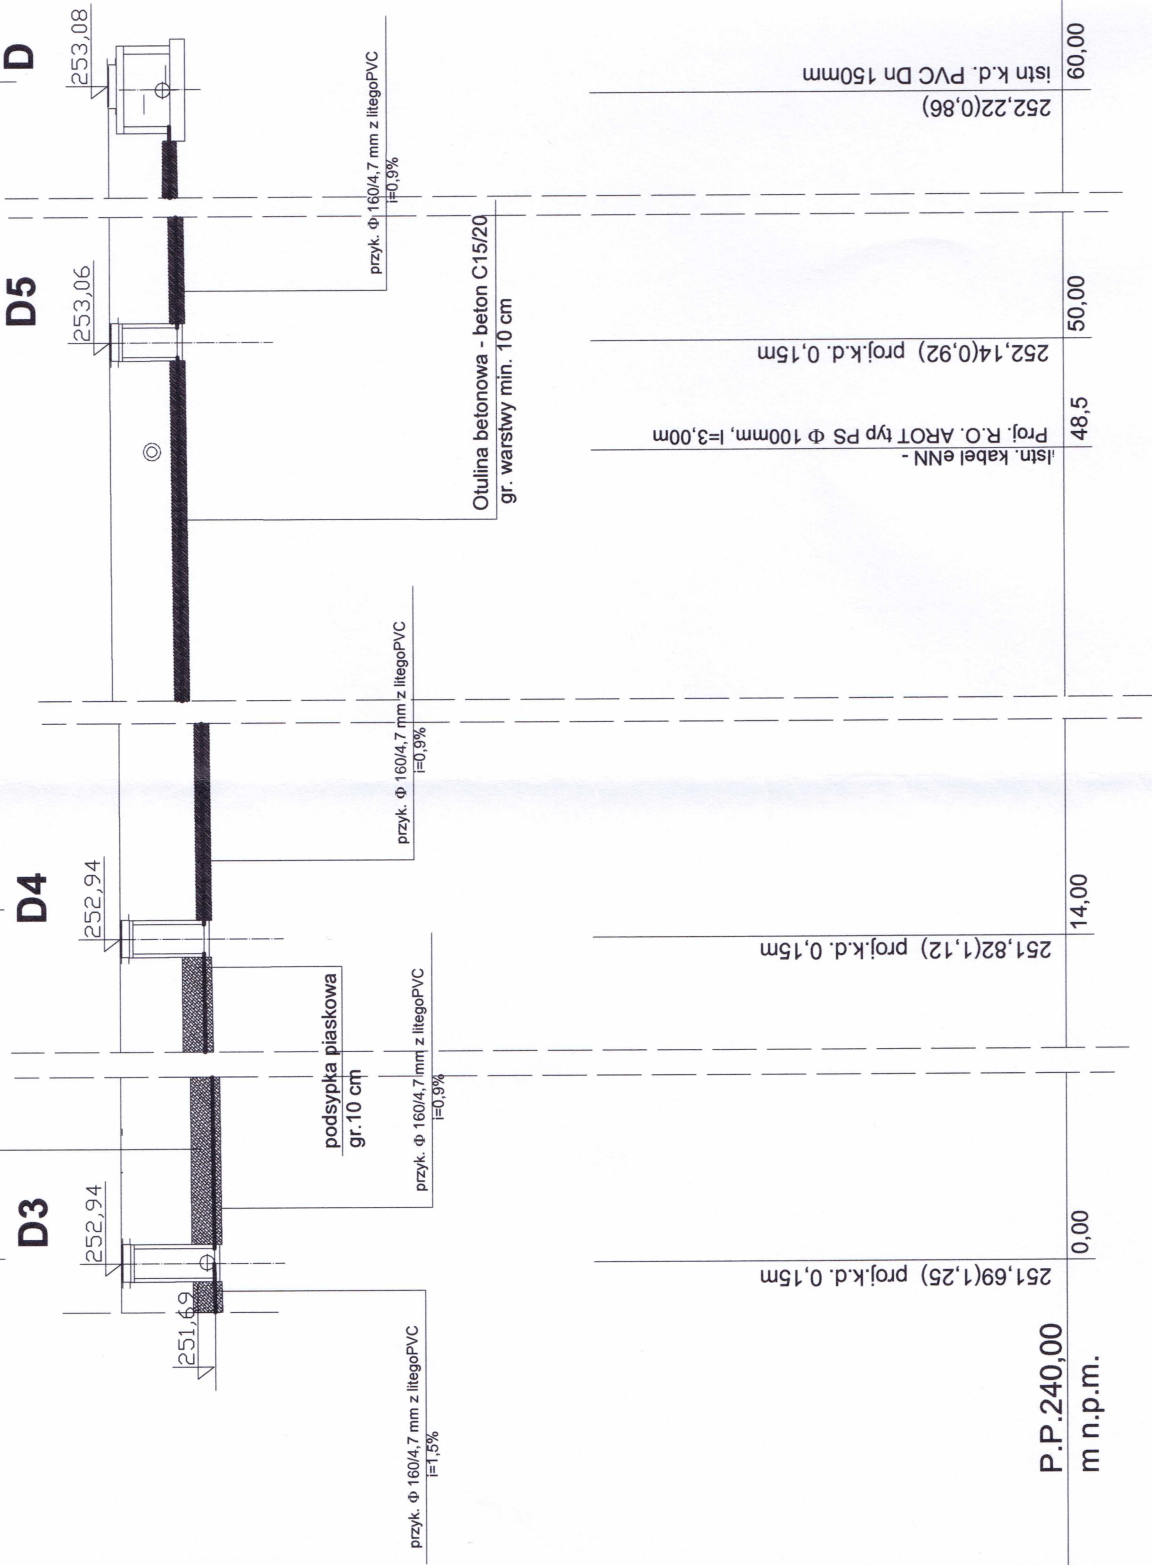 D3
D4
D5
D
252,94
252,94
253,06
253,08
251,69
przyk. Φ 160/4,7 mm z litegoPVC
i=1,5%
przyk. Φ 160/4,7 mm z litegoPVC
i=0,9%
podsypka piaskowa
gr.10 cm
przyk. Φ 160/4,7 mm z litegoPVC
i=0,9%
Otulina betonowa - beton C15/20
gr. warstwy min. 10 cm
przyk. Φ 160/4,7 mm z litegoPVC
i=0,9%
251,69(1,25) proj.k.d. 0,15m
251,82(1,12) proj.k.d. 0,15m
istn. kabel eNN -
Proj. R.O. AROT typ PS Φ 100mm, l=3,00m
252,14(0,92) proj.k.d. 0,15m
252,22(0,86)
istn k.d. PVC Dn 150mm
P.P.240,00
m n.p.m.
0,00
14,00
48,5
50,00
60,00